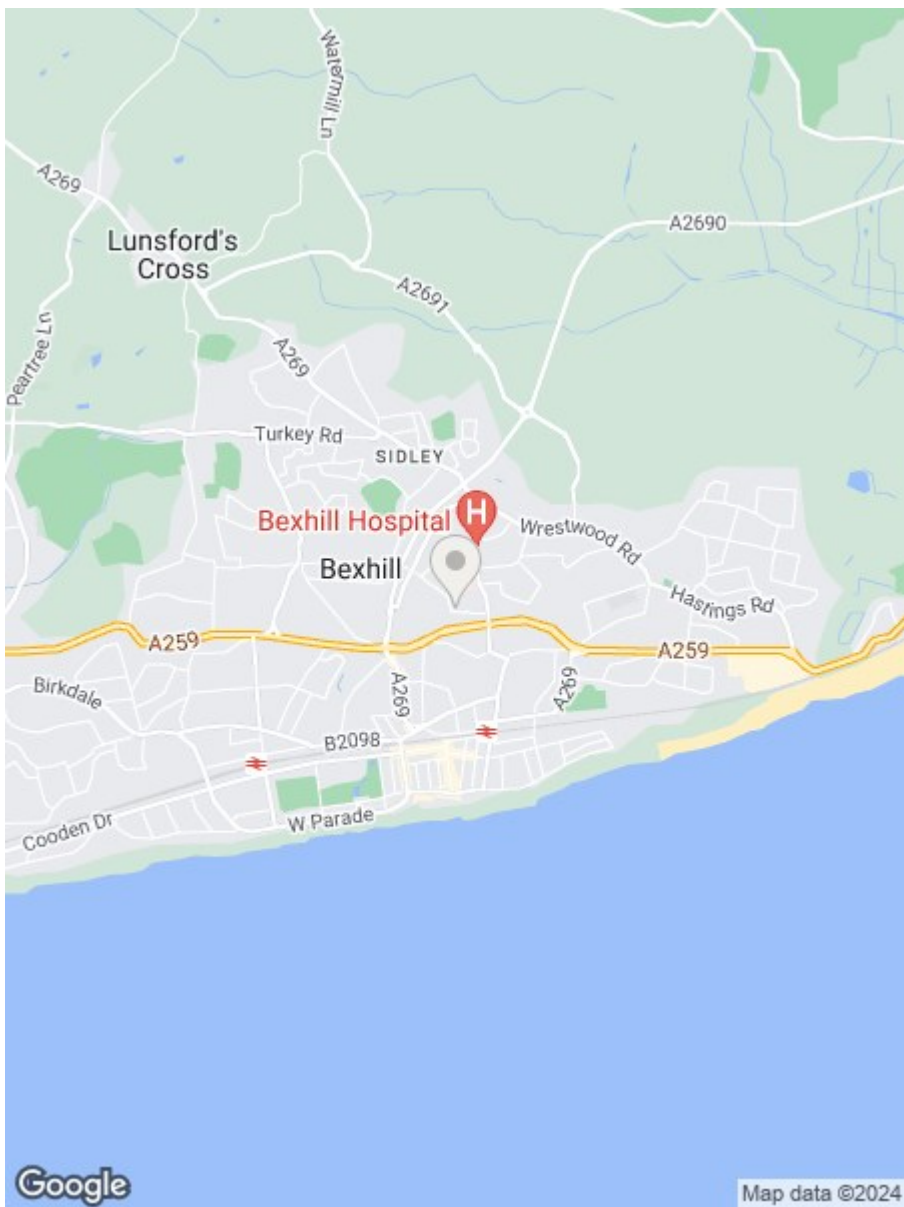 Watermill Ln
A269
A2690
Lunsford's
Cross
A2691
Peartree Ln
A269
Turkey Rd
SIDLEY
Bexhill Hospital
H
Wrestwood Rd
Bexhill
Hastings Rd
A259
A259
Birkdale
A269
A269
B2098
Cooden Dr
W Parade
Google
Map data ©2024